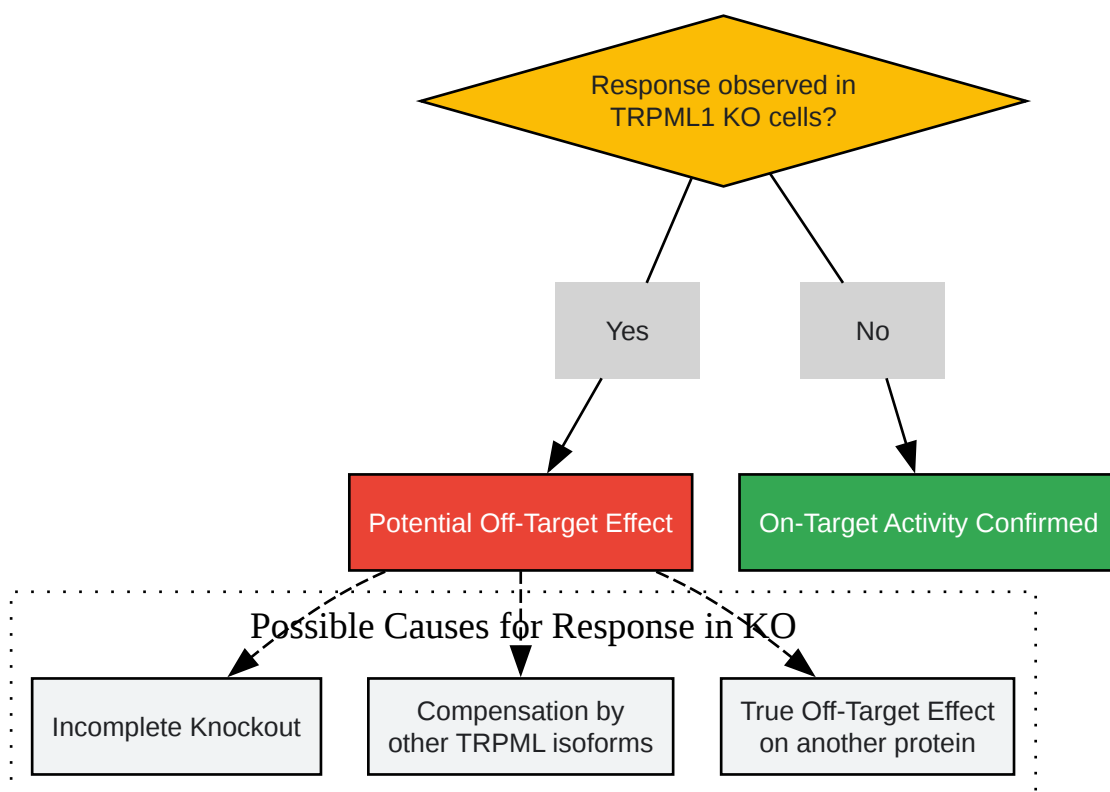 Response observed in
TRPML1 KO cells?
Yes
No
Potential Off-Target Effect
On-Target Activity Confirmed
Possible Causes for Response in KO
Incomplete Knockout
Compensation by
other TRPML isoforms
True Off-Target Effect
on another protein